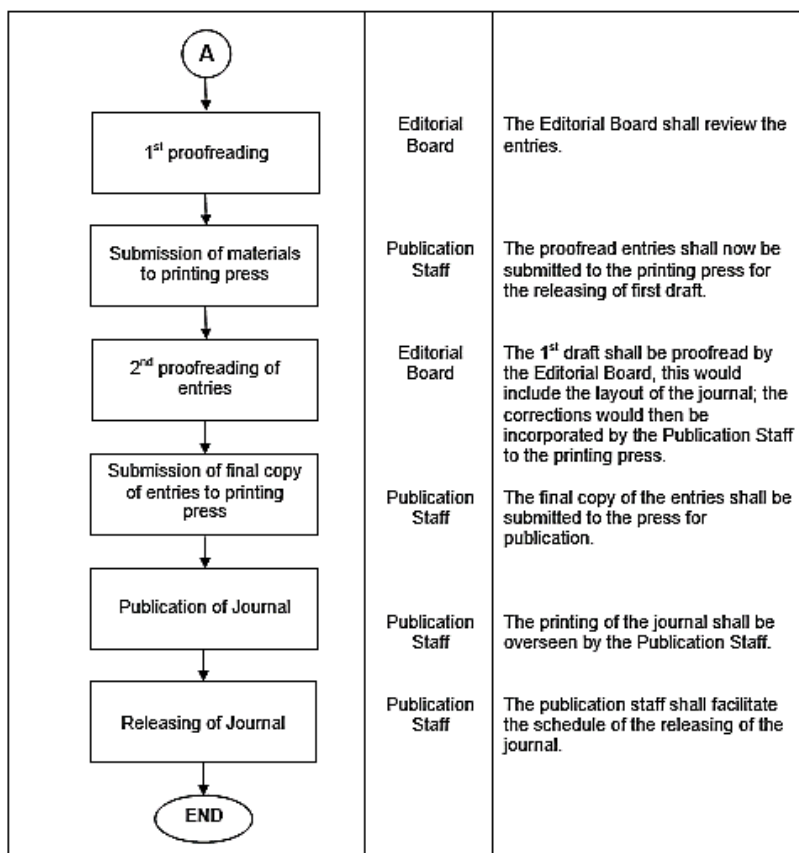 A
1st proofreading
Editorial
Board
The Editorial Board shall review the
entries.
Submission of materials
to printing press
Publication
Staff
The proofread entries shall now be
submitted to the printing press for
the releasing of first draft.
2nd proofreading of
entries
Editorial
Board
The 1st draft shall be proofread by
the Editorial Board, this would
include the layout of the journal; the
corrections would then be
incorporated by the Publication Staff
to the printing press.
Submission of final copy
of entries to printing
press
Publication
Staff
The final copy of the entries shall be
submitted to the press for
publication.
Publication of Journal
Publication
Staff
The printing of the journal shall be
overseen by the Publication Staff.
Releasing of Journal
Publication
Staff
The publication staff shall facilitate
the schedule of the releasing of the
journal.
END